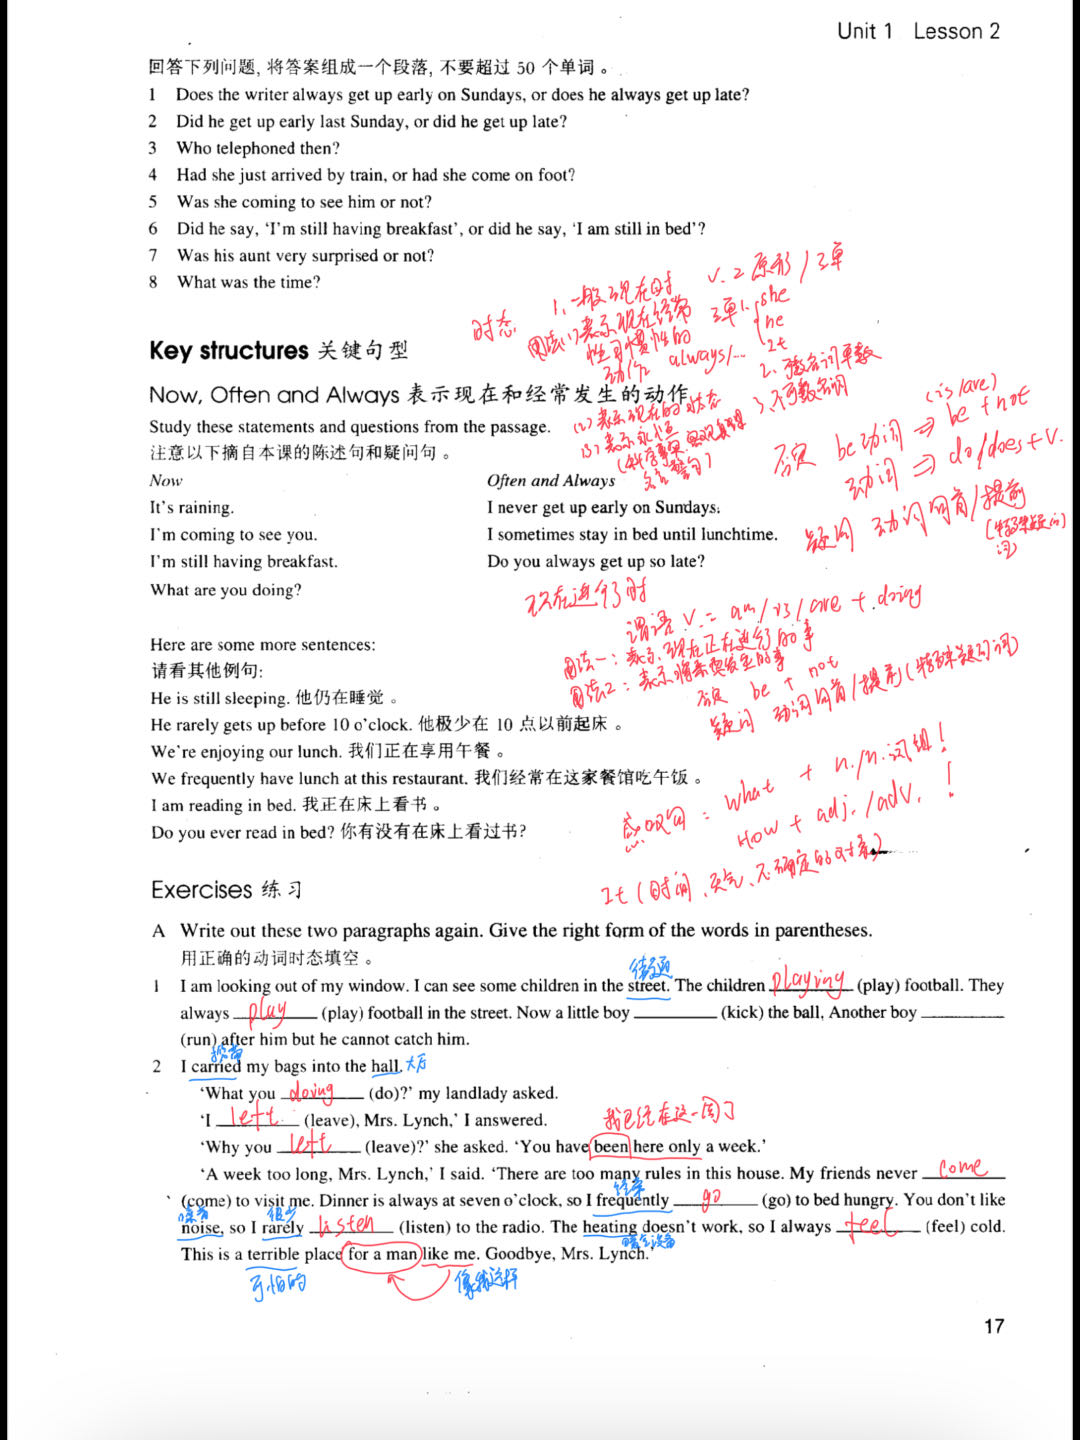 Unit 1 Lesson 2
回答下列问题, 将答案组成一个段落, 不要超过 50 个单词。
1 Does the writer always get up early on Sundays, or does he always get up late?
2 Did he get up early last Sunday, or did he get up late?
3 Who telephoned then?
4 Had she just arrived by train, or had she come on foot?
5 Was she coming to see him or not?
6 Did he say, ‘I’m still having breakfast’, or did he say, ‘I am still in bed’?
7 Was his aunt very surprised or not?
8 What was the time?
时态
1、一般现在时 v. 2 原形 / 三单
用法(1) 表示现在经常
性习惯性的
动作 always/...
三单1. she
he
It
2、可数名词单数
3、不可数名词
Key structures 关键句型
Now, Often and Always 表示现在和经常发生的动作
(2) 表示现在的状态
Study these statements and questions from the passage.
注意以下摘自本课的陈述句和疑问句。
否定 be动词 ⇒ be + not
(is/are)
动词 ⇒ do/does + v.
疑问 动词句首/提前
(特殊疑问词)
Now
It’s raining.
I’m coming to see you.
I’m still having breakfast.
What are you doing?
Often and Always
I never get up early on Sundays.
I sometimes stay in bed until lunchtime.
Do you always get up so late?
现在进行时
谓语 v. = am/is/are + doing
用法一：表示现在正在进行的事
用法2：表示将来要发生的事
否定 be + not
疑问 动词句首/提前(特殊疑问词)
Here are some more sentences:
请看其他例句:
He is still sleeping. 他仍在睡觉。
He rarely gets up before 10 o’clock. 他极少在 10 点以前起床。
We’re enjoying our lunch. 我们正在享用午餐。
We frequently have lunch at this restaurant. 我们经常在这家餐馆吃午饭。
I am reading in bed. 我正在床上看书。
Do you ever read in bed? 你有没有在床上看过书?
感叹句：what + n./n.词组!
How + adj./adv. !
It (时间、天气、不确定的对象)
Exercises 练习
A Write out these two paragraphs again. Give the right form of the words in parentheses.
用正确的动词时态填空。
街道
1 I am looking out of my window. I can see some children in the street. The children playing (play) football. They
always play (play) football in the street. Now a little boy ______ (kick) the ball, Another boy ______
(run) after him but he cannot catch him.
2 I carried my bags into the hall. 大厅
‘What you doing (do)?’ my landlady asked.
‘I left (leave), Mrs. Lynch,’ I answered.
我已经在这一周了
‘Why you left (leave)?’ she asked. ‘You have been here only a week.’
‘A week too long, Mrs. Lynch,’ I said. ‘There are too many rules in this house. My friends never come
经常
(come) to visit me. Dinner is always at seven o’clock, so I frequently go (go) to bed hungry. You don’t like
噪音 很少
noise, so I rarely listen (listen) to the radio. The heating doesn’t work, so I always feel (feel) cold.
暖气设备
This is a terrible place for a man like me. Goodbye, Mrs. Lynch.’
可怕的 像我这样
17